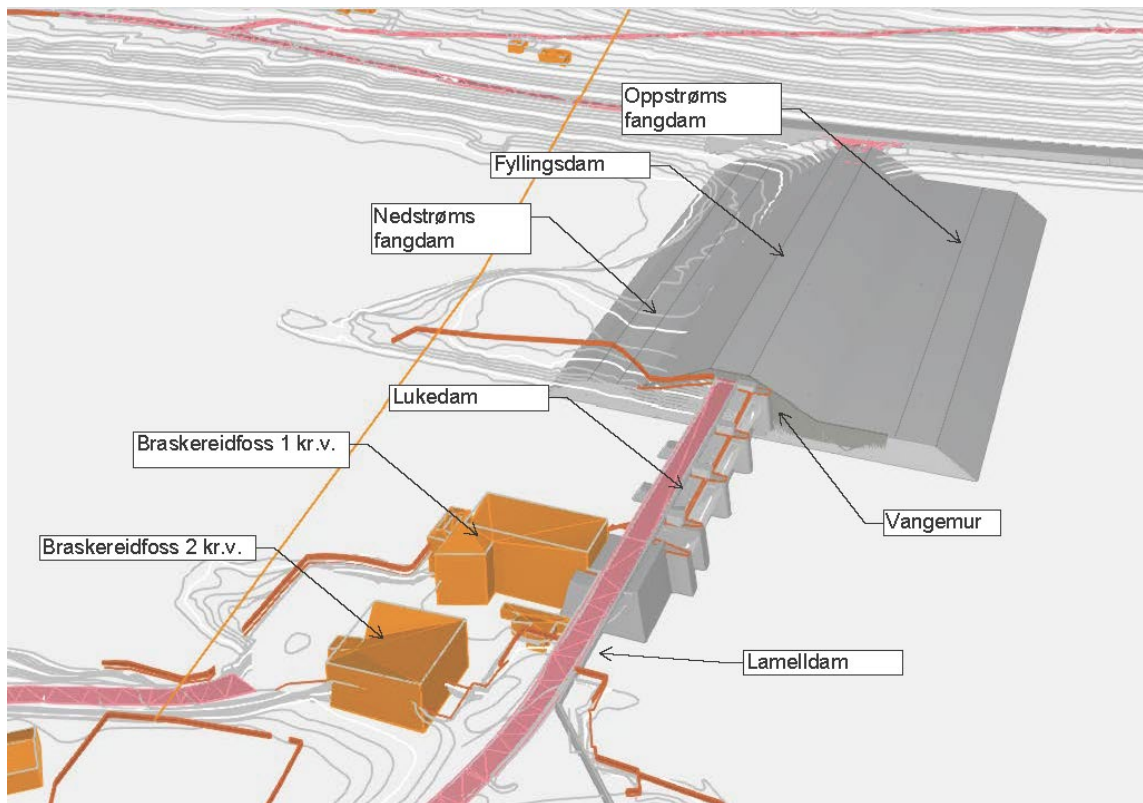 Oppstrøms
fangdam
Fyllingsdam
Nedstrøms
fangdam
Lukedam
Braskereidfoss 1 kr.v.
Vangemur
Braskereidfoss 2 kr.v.
Lamelldam